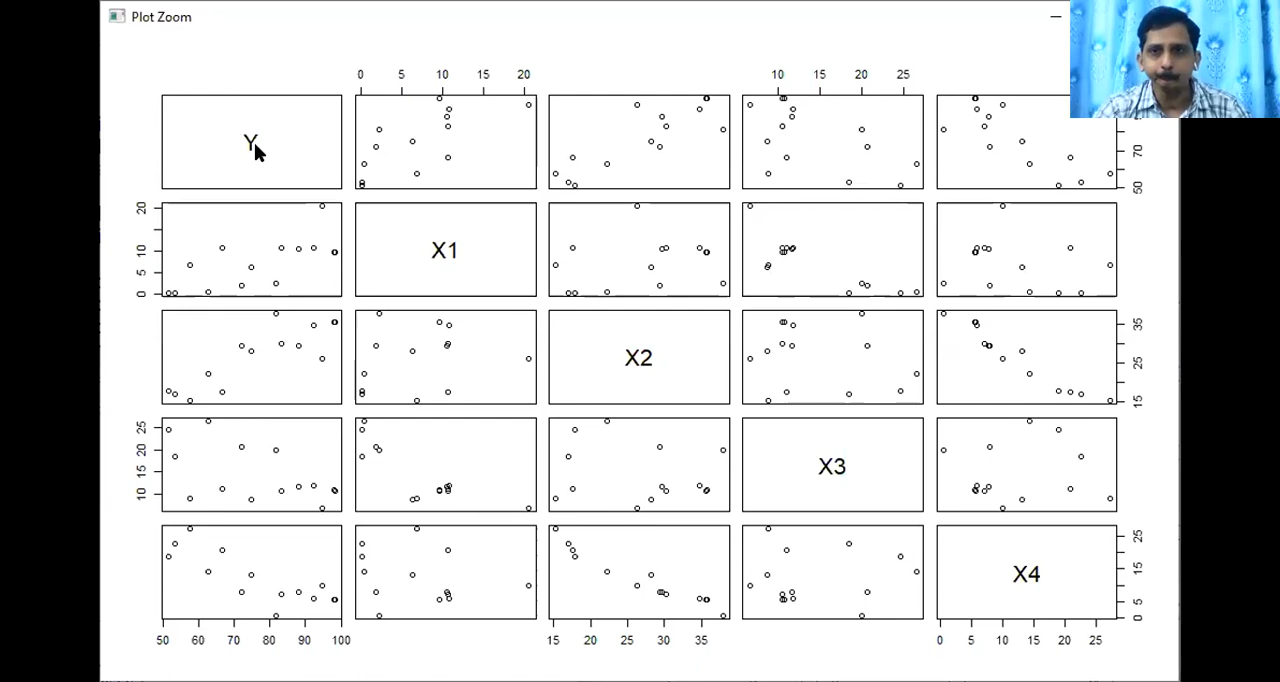 Plot Zoom
0 5 10 15 20
10 15 20 25
Y
50 70
0 5 10 20
X1
X2
15 25 35
10 15 20 25
X3
X4
0 5 15 25
50 60 70 80 90 100
15 20 25 30 35
0 5 10 15 20 25